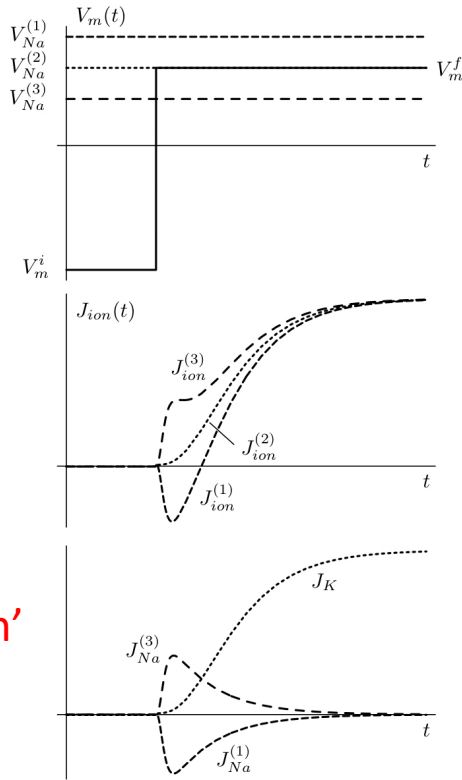 V_m(t)
V_{Na}^{(1)}
V_{Na}^{(2)}
V_m^f
V_{Na}^{(3)}
t
V_m^i
J_{ion}(t)
J_{ion}^{(3)}
J_{ion}^{(2)}
J_{ion}^{(1)}
t
J_K
n'
J_{Na}^{(3)}
t
J_{Na}^{(1)}